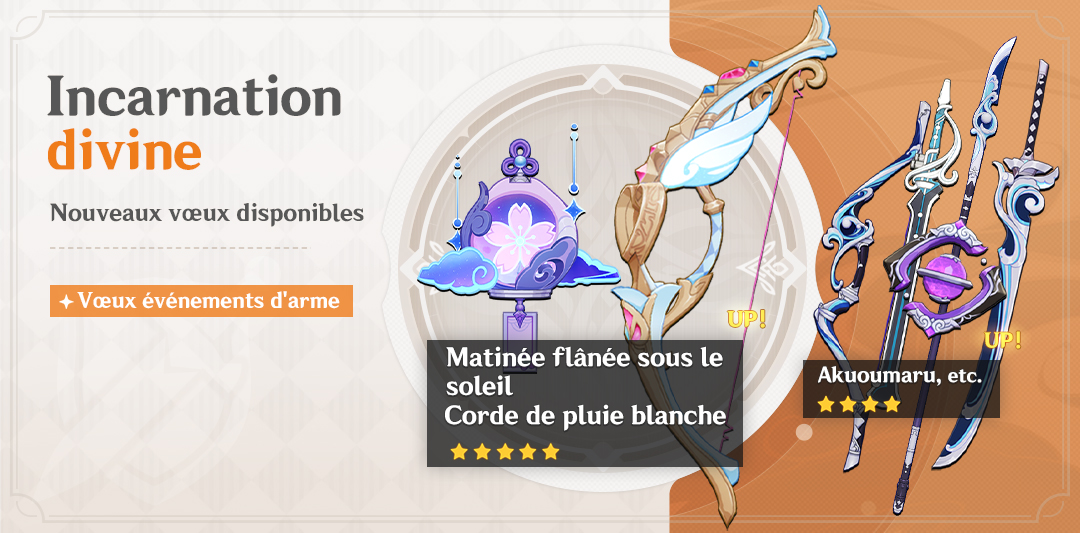 Incarnation
divine
Nouveaux vœux disponibles
Vœux événements d'arme
UP!
Matinée flânée sous le
soleil
Corde de pluie blanche
UP!
Akuoumaru, etc.